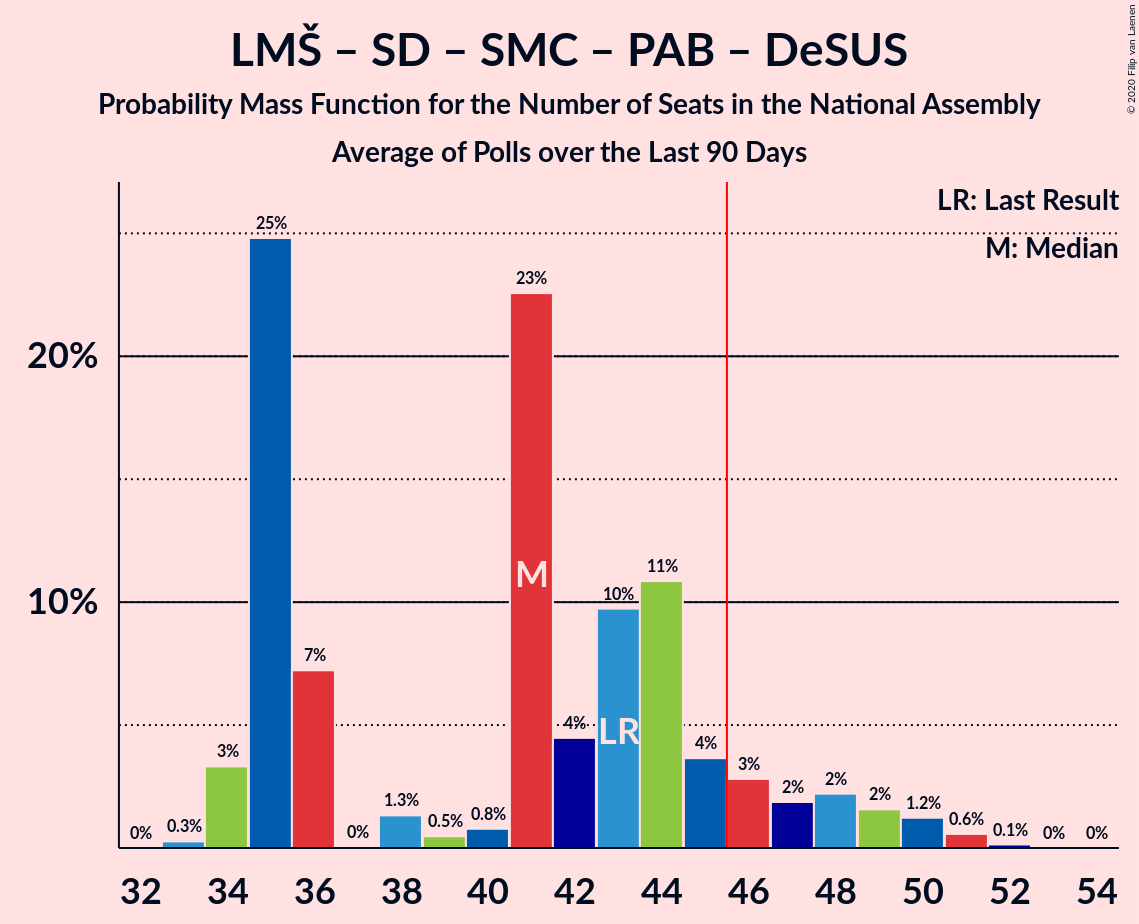 LMŠ – SD – SMC – PAB – DeSUS
Probability Mass Function for the Number of Seats in the National Assembly
Average of Polls over the Last 90 Days
© 2020 Filip van Laenen
LR: Last Result
M: Median
20%
10%
0%
0.3%
3%
25%
7%
0%
1.3%
0.5%
0.8%
23%
4%
10%
11%
4%
3%
2%
2%
2%
1.2%
0.6%
0.1%
0%
0%
M
LR
32 34 36 38 40 42 44 46 48 50 52 54